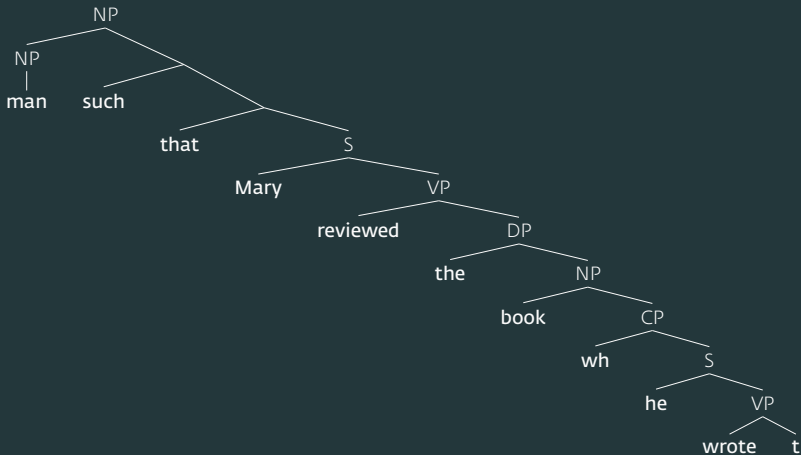 NP
NP
man such
that S
Mary VP
reviewed DP
the NP
book CP
wh S
he VP
wrote t